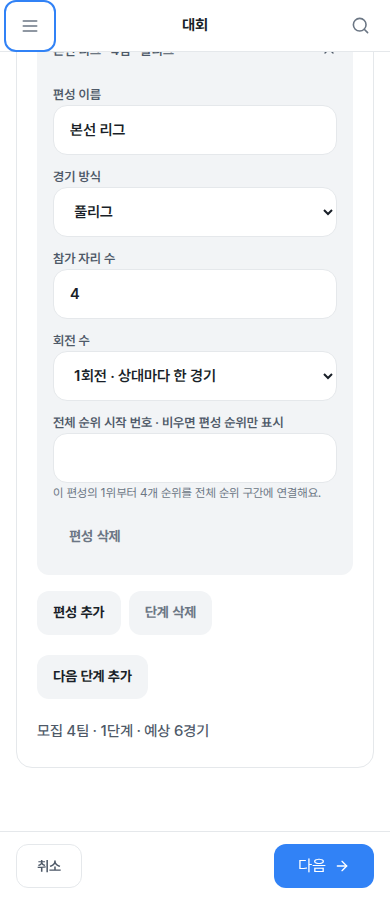 대회
편성 이름
본선 리그
경기 방식
풀리그
참가 자리 수
4
회전 수
1회전 · 상대마다 한 경기
전체 순위 시작 번호 · 비우면 편성 순위만 표시
이 편성의 1위부터 4개 순위를 전체 순위 구간에 연결해요.
편성 삭제
편성 추가
단계 삭제
다음 단계 추가
모집 4팀 · 1단계 · 예상 6경기
취소
다음